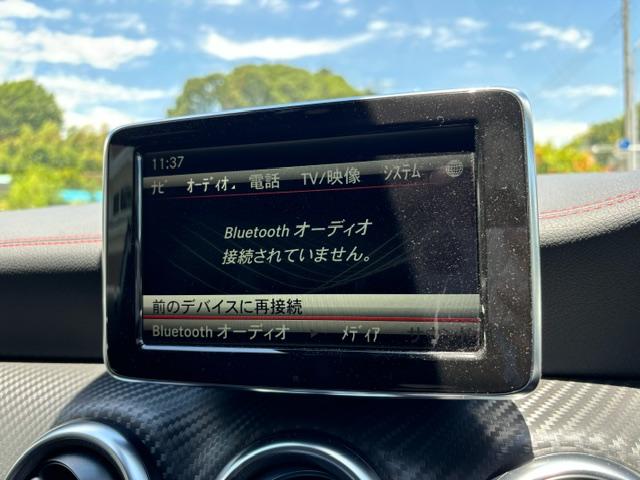 11:37
ナビ オーディオ 電話 TV/映像 システム
Bluetooth オーディオ
接続されていません。
前のデバイスに再接続
Bluetooth オーディオ メディア